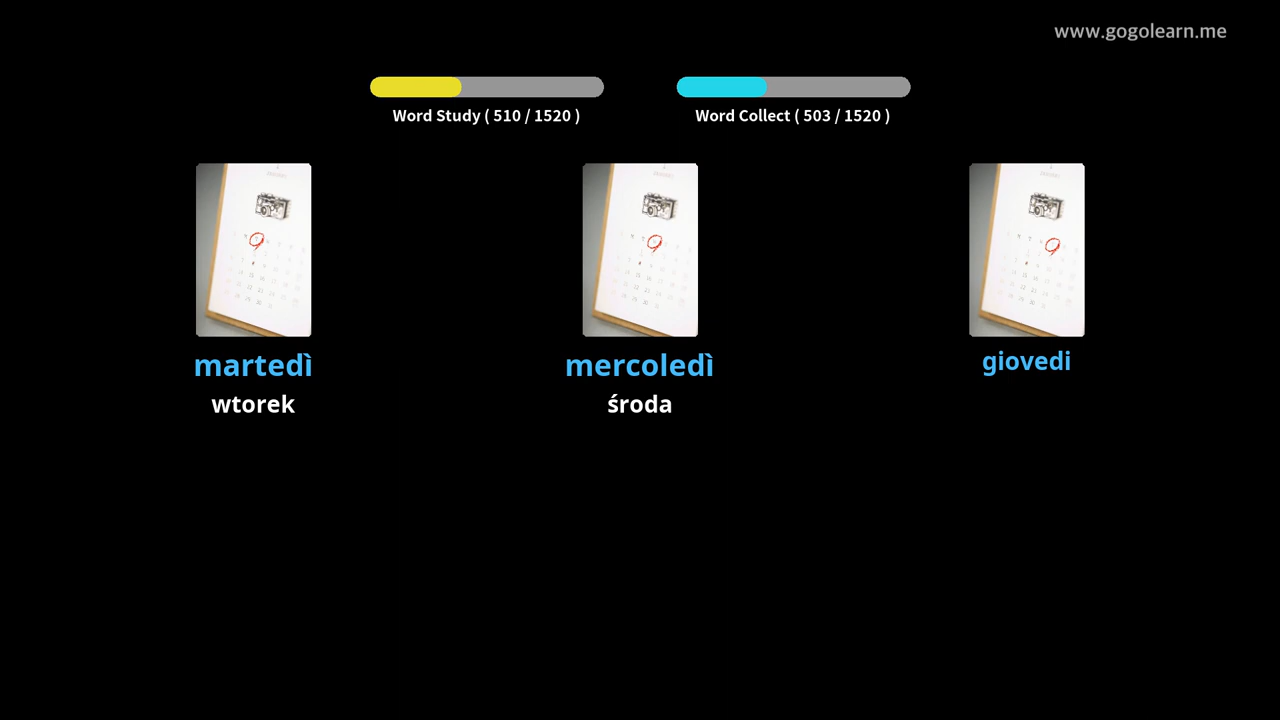 www.gogolearn.me
Word Study ( 510 / 1520 )
Word Collect ( 503 / 1520 )
martedì
mercoledì
giovedi
wtorek
środa